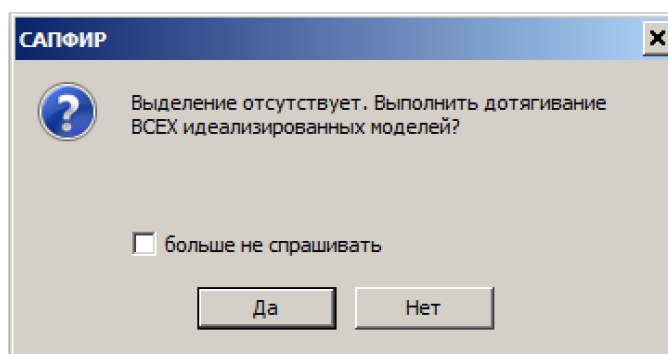 САПФИР
Выделение отсутствует. Выполнить дотягивание
ВСЕХ идеализированных моделей?
больше не спрашивать
Да
Нет